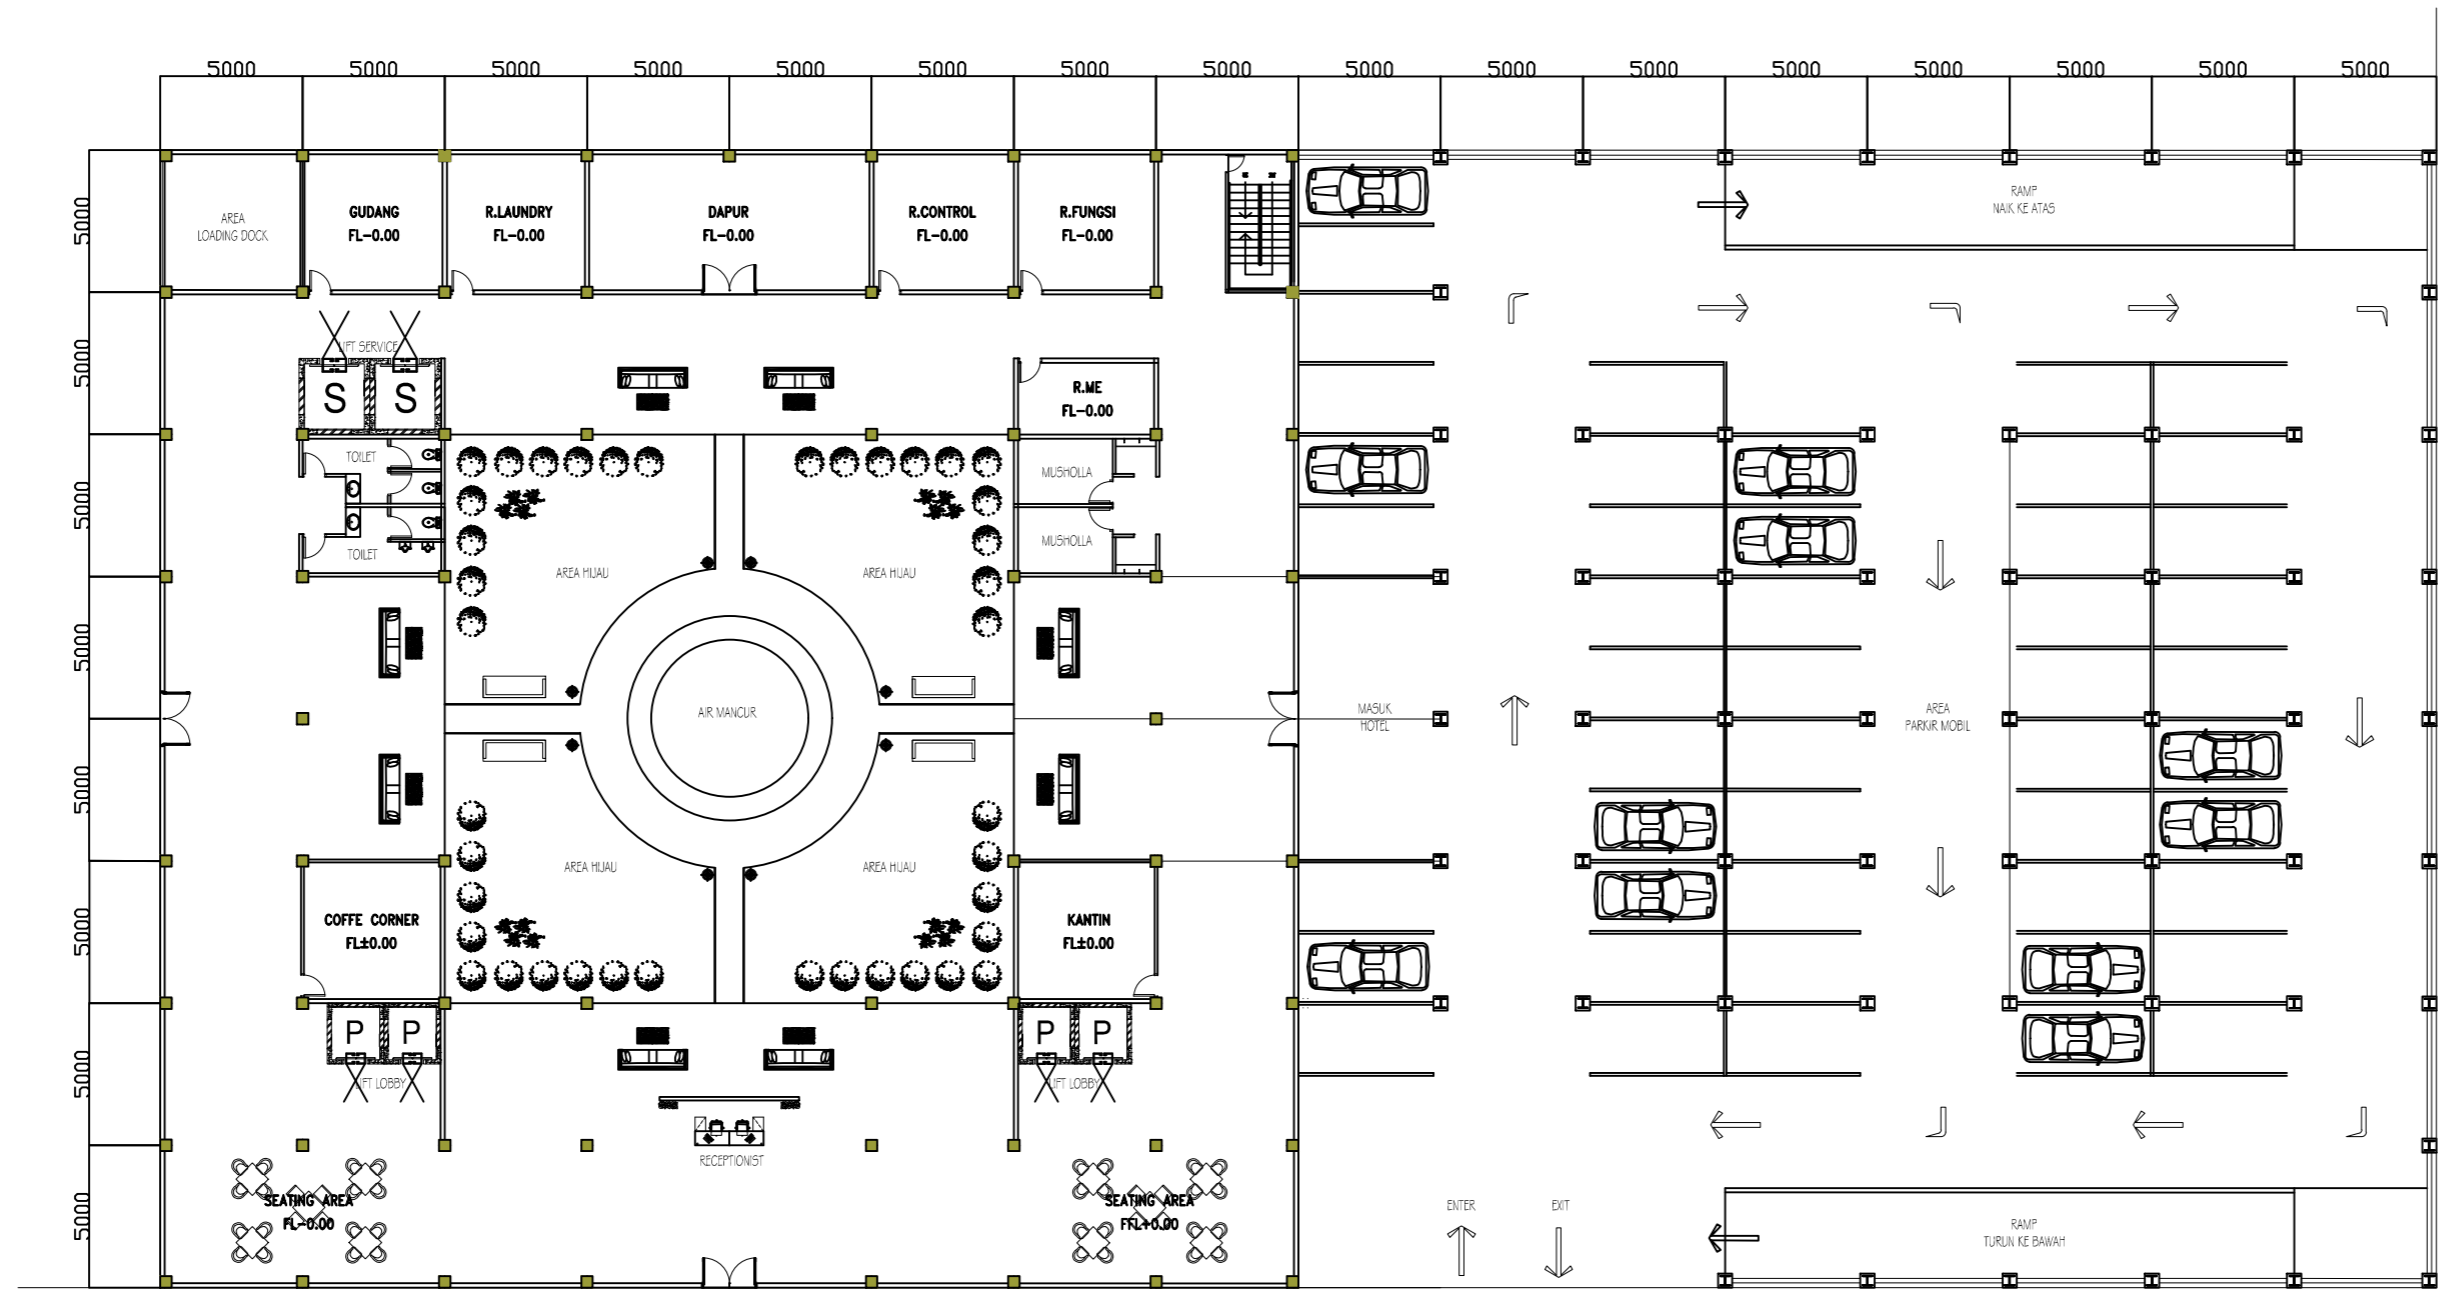 5000 5000 5000 5000 5000 5000 5000 5000 5000 5000 5000 5000 5000 5000 5000 5000
5000
5000
5000
5000
5000
5000
5000
5000
AREA
LOADING DOCK
GUDANG
FL-0.00
R.LAUNDRY
FL-0.00
DAPUR
FL-0.00
R.CONTROL
FL-0.00
R.FUNGSI
FL-0.00
RAMP
NAIK KE ATAS
LIFT SERVICE
S S
R.ME
FL-0.00
TOILET
TOILET
MUSHOLLA
MUSHOLLA
AREA HIJAU
AREA HIJAU
AIR MANCUR
MASUK
HOTEL
AREA
PARKIR MOBIL
AREA HIJAU
AREA HIJAU
COFFE CORNER
FL±0.00
KANTIN
FL±0.00
P P
P P
LIFT LOBBY
LIFT LOBBY
RECEPTIONIST
SEATING AREA
FL-0.00
SEATING AREA
FFL+0.00
ENTER
EXIT
RAMP
TURUN KE BAWAH